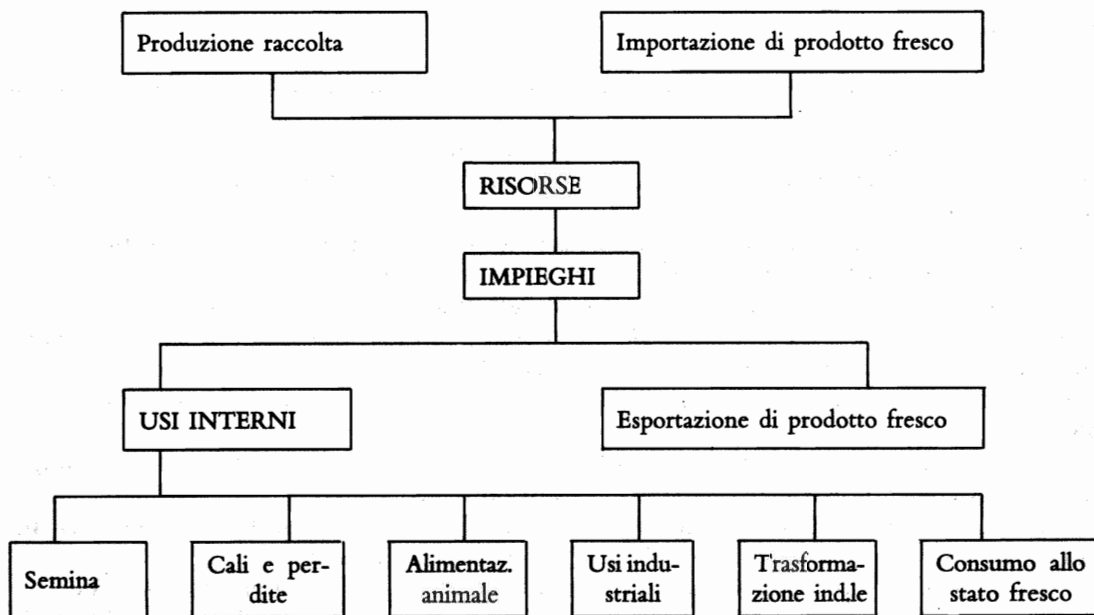 Produzione raccolta
Importazione di prodotto fresco
RISORSE
IMPIEGHI
USI INTERNI
Esportazione di prodotto fresco
Semina
Cali e per-
dite
Alimentaz.
animale
Usi indu-
striali
Trasforma-
zione ind.le
Consumo allo
stato fresco